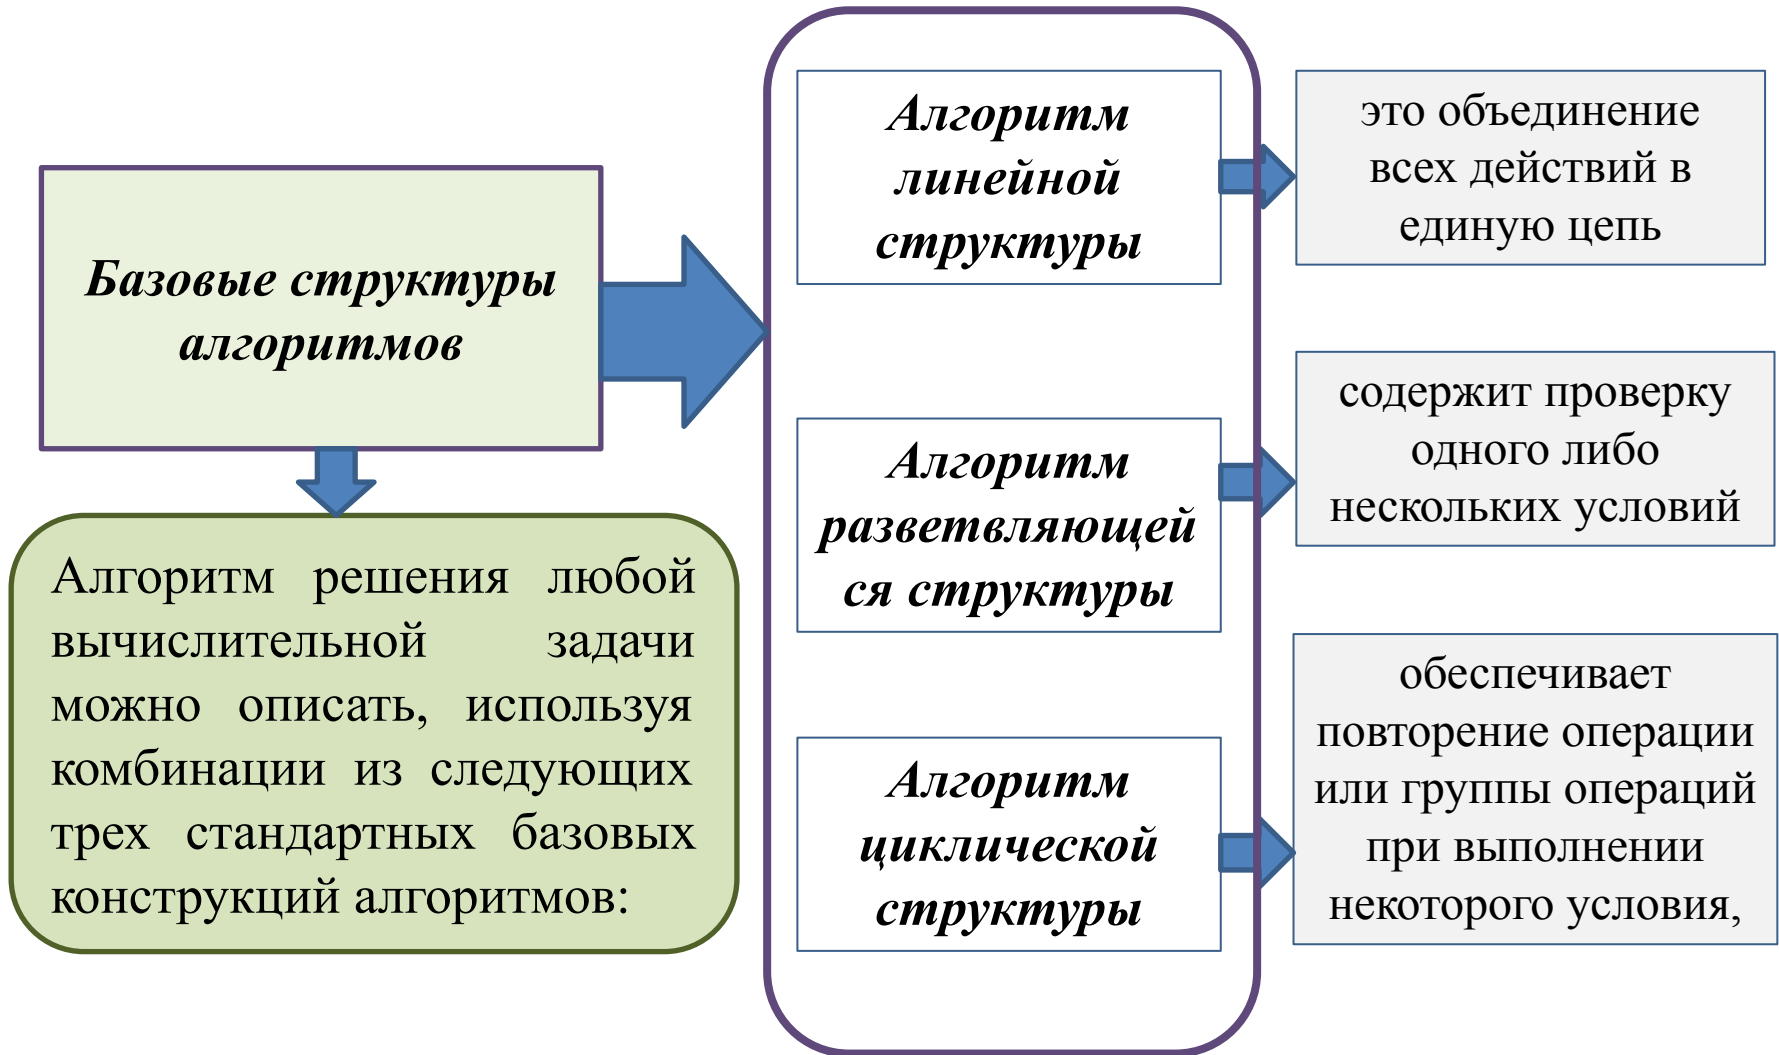 Базовые структуры
алгоритмов
Алгоритм решения любой
вычислительной задачи
можно описать, используя
комбинации из следующих
трех стандартных базовых
конструкций алгоритмов:
Алгоритм
линейной
структуры
это объединение
всех действий в
единую цепь
Алгоритм
разветвляющей
ся структуры
содержит проверку
одного либо
нескольких условий
Алгоритм
циклической
структуры
обеспечивает
повторение операции
или группы операций
при выполнении
некоторого условия,